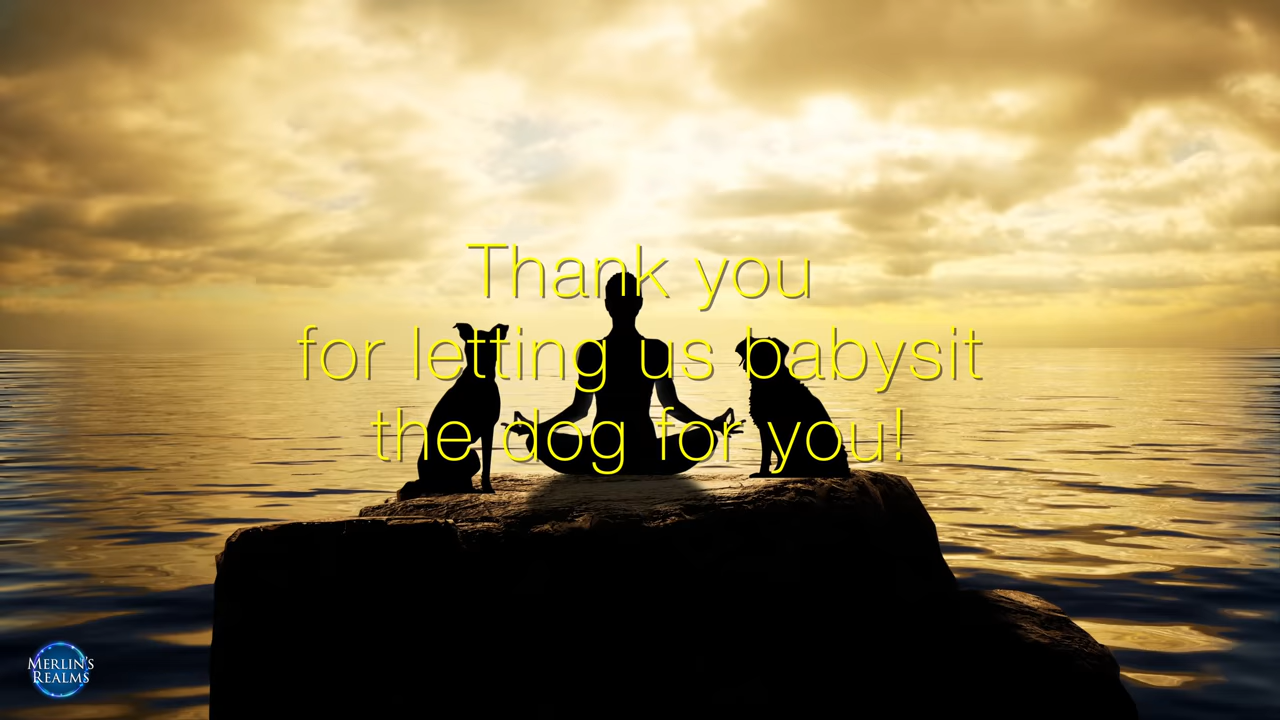 Thank you
for letting us babysit
the dog for you!
MERLIN'S
REALMS